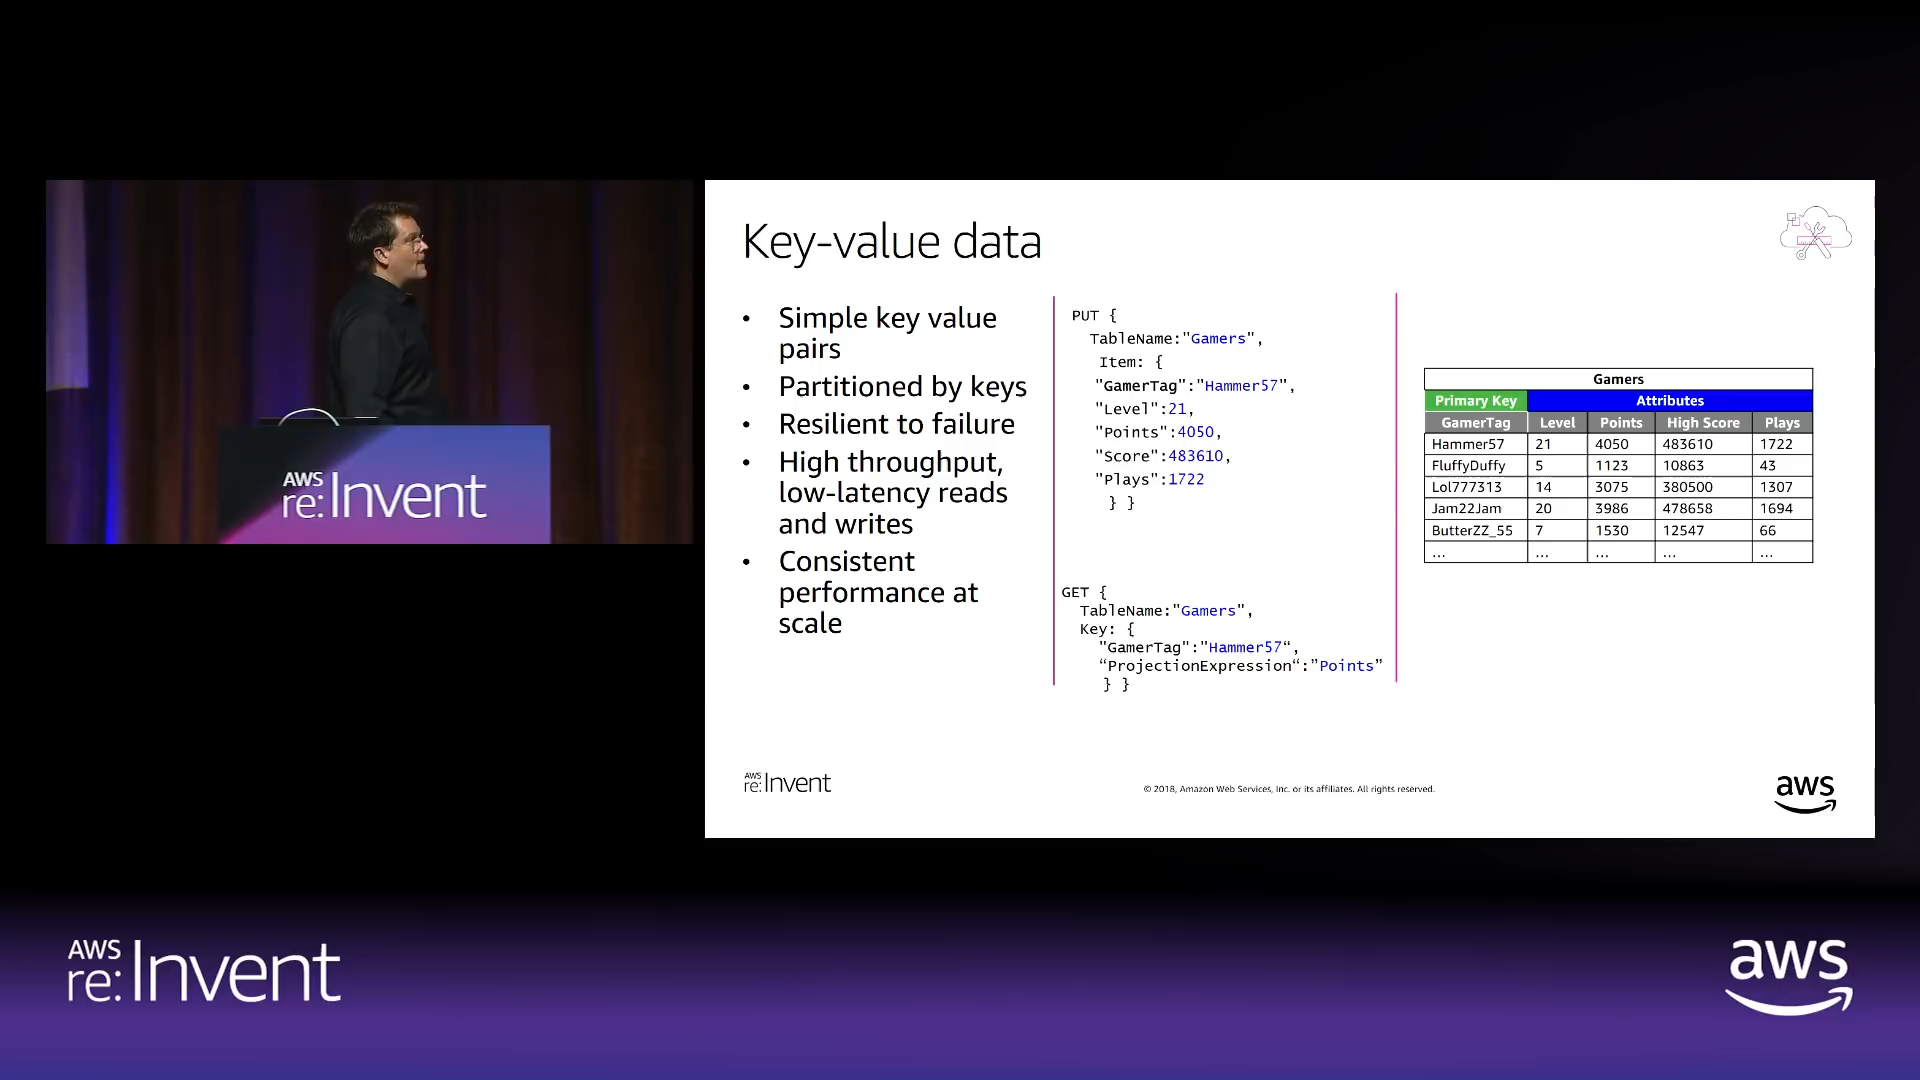 AWS
re:Invent
Key-value data
• Simple key value
pairs
• Partitioned by keys
• Resilient to failure
• High throughput,
low-latency reads
and writes
• Consistent
performance at
scale
PUT {
TableName:"Gamers",
Item: {
"GamerTag":"Hammer57",
"Level":21,
"Points":4050,
"Score":483610,
"Plays":1722
} }
GET {
TableName:"Gamers",
Key: {
"GamerTag":"Hammer57“,
“ProjectionExpression“:”Points”
} }
Gamers
Primary Key Attributes
GamerTag Level Points High Score Plays
Hammer57 21 4050 483610 1722
FluffyDuffy 5 1123 10863 43
Lol777313 14 3075 380500 1307
Jam22Jam 20 3986 478658 1694
ButterZZ_55 7 1530 12547 66
... ... ... ... ...
AWS
re:Invent
© 2018, Amazon Web Services, Inc. or its affiliates. All rights reserved.
aws
AWS
re:Invent
aws